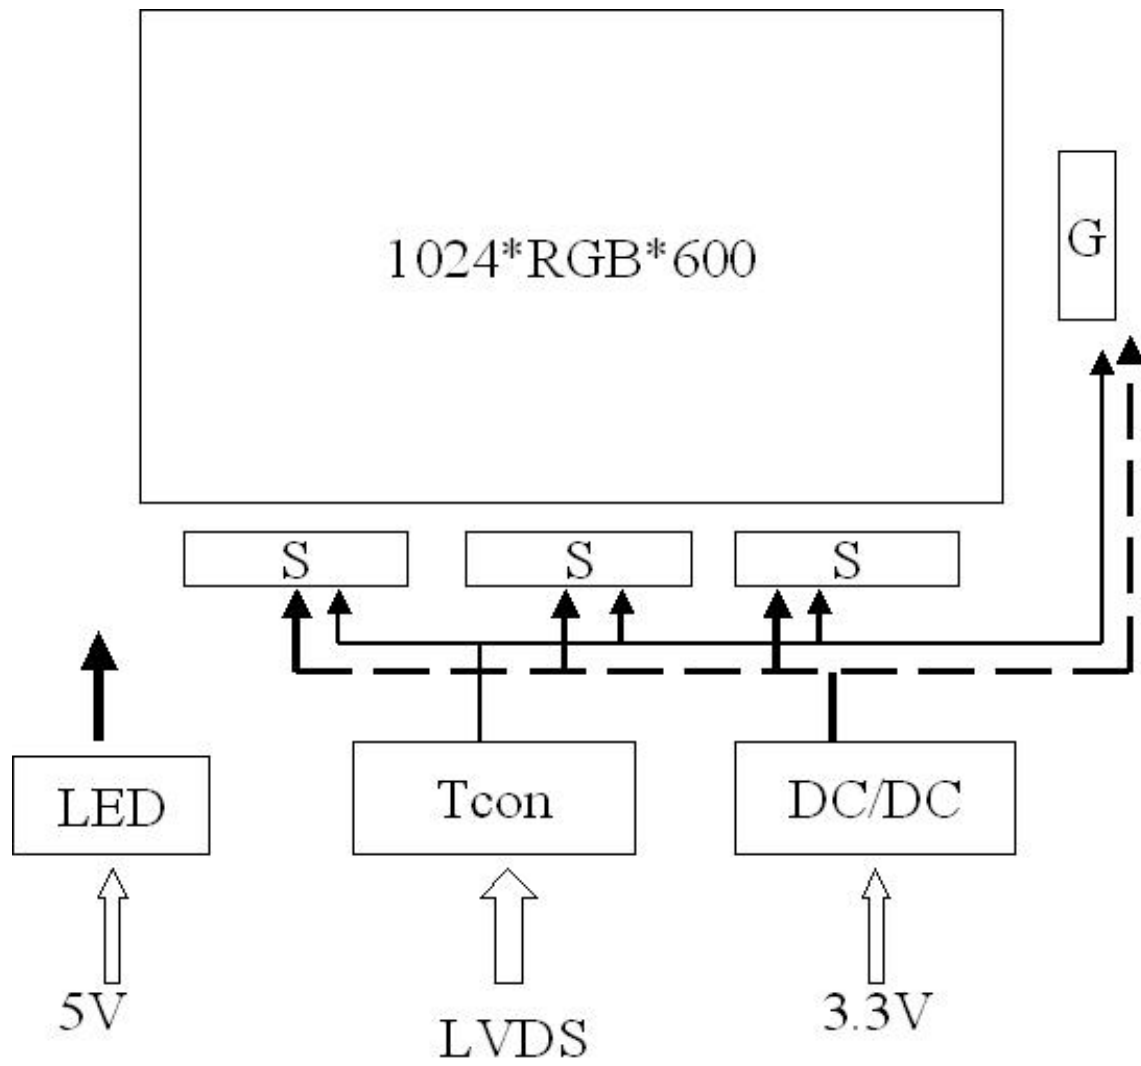 1024*RGB*600
G
S
S
S
LED
Tcon
DC/DC
5V
LVDS
3.3V